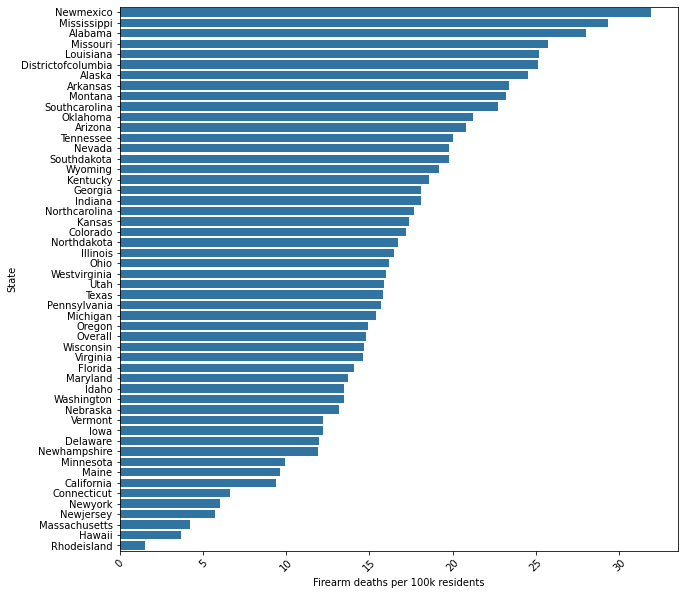 Newmexico
Mississippi
Alabama
Missouri
Louisiana
Districtofcolumbia
Alaska
Arkansas
Montana
Southcarolina
Oklahoma
Arizona
Tennessee
Nevada
Southdakota
Wyoming
Kentucky
Georgia
Indiana
Northcarolina
Kansas
Colorado
Northdakota
Illinois
Ohio
Westvirginia
Utah
Texas
Pennsylvania
Michigan
Oregon
Overall
Wisconsin
Virginia
Florida
Maryland
Idaho
Washington
Nebraska
Vermont
Iowa
Delaware
Newhampshire
Minnesota
Maine
California
Connecticut
Newyork
Newjersey
Massachusetts
Hawaii
Rhodeisland
State
0 5 10 15 20 25 30
Firearm deaths per 100k residents